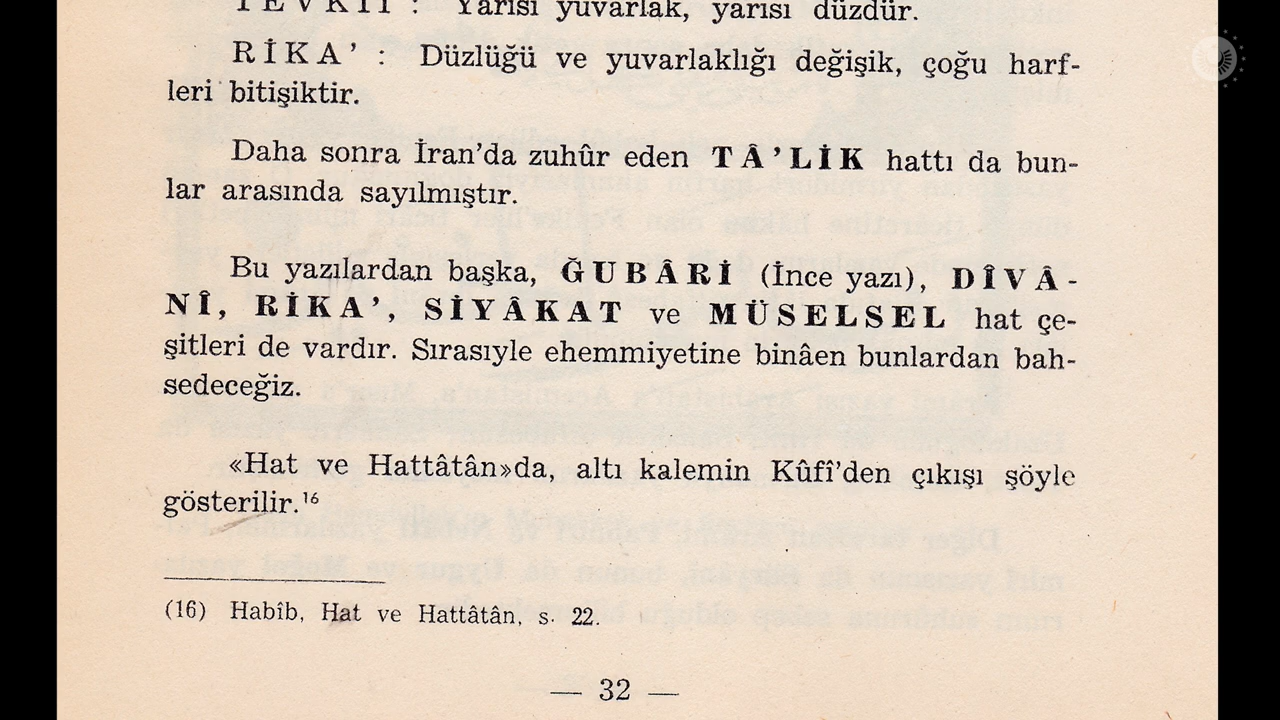 TEVKİİ : Yarısı yuvarlak, yarısı düzdür.
RİKA’ : Düzlüğü ve yuvarlaklığı değişik, çoğu harf-
leri bitişiktir.
Daha sonra İran’da zuhûr eden TÂ’LİK hattı da bun-
lar arasında sayılmıştır.
Bu yazılardan başka, ĞUBÂRİ (İnce yazı), DÎVÂ-
NÎ, RİKA’, SİYÂKAT ve MÜSELSEL hat çe-
şitleri de vardır. Sırasıyle ehemmiyetine binâen bunlardan bah-
sedeceğiz.
«Hat ve Hattâtân»da, altı kalemin Kûfî’den çıkışı şöyle
gösterilir.¹⁶
(16) Habîb, Hat ve Hattâtân, s. 22.
— 32 —